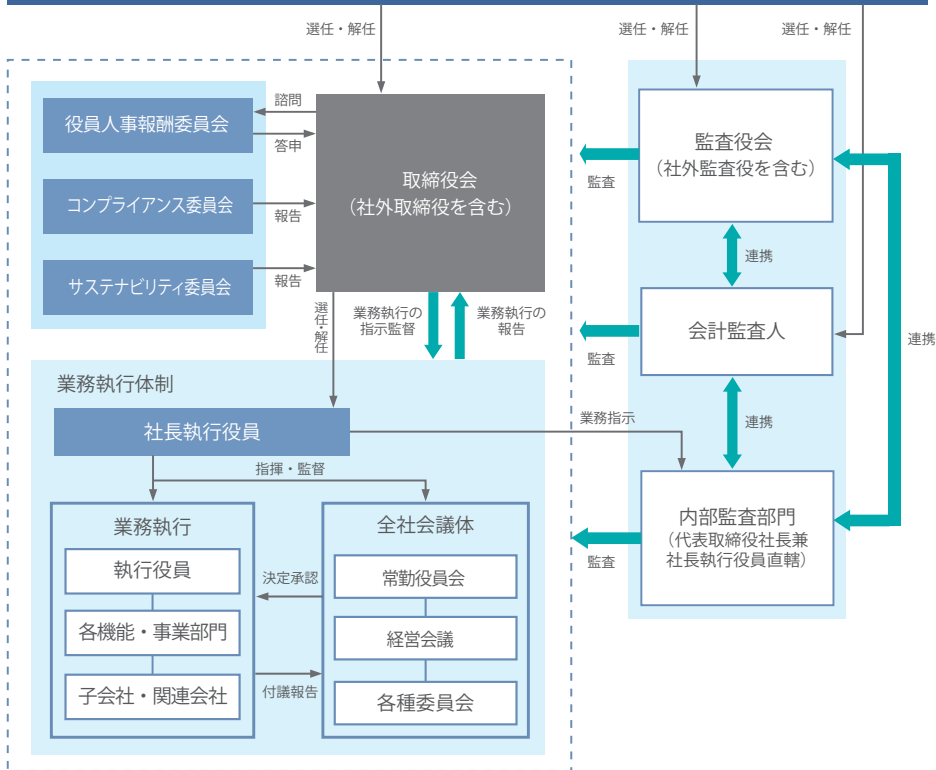 選任・解任
選任・解任
選任・解任
役員人事報酬委員会
諮問
答申
コンプライアンス委員会
報告
サステナビリティ委員会
報告
取締役会
（社外取締役を含む）
監査
監査役会
（社外監査役を含む）
連携
監査
会計監査人
連携
連携
選任・解任
業務執行の
指示監督
業務執行の
報告
業務執行体制
社長執行役員
業務指示
指揮・監督
業務執行
執行役員
各機能・事業部門
子会社・関連会社
決定承認
付議報告
全社会議体
常勤役員会
経営会議
各種委員会
監査
内部監査部門
（代表取締役社長兼
社長執行役員直轄）